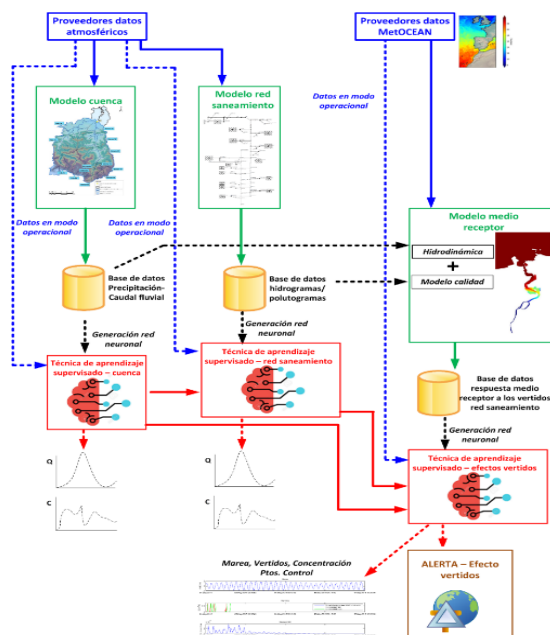 Proveedores datos
atmosféricos
Proveedores datos
MetOCEAN
Modelo cuenca
Modelo red
saneamiento
Datos en modo
operacional
Datos en modo
operacional
Datos en modo
operacional
Modelo medio
receptor
Hidrodinámica
+
Modelo calidad
Base de datos
Precipitación-
Caudal fluvial
Base de datos
hidrogramas/
polutogramas
Generación red
neuronal
Generación red
neuronal
Técnica de aprendizaje
supervisado – cuenca
Técnica de aprendizaje
supervisado – red saneamiento
Base de datos
respuesta medio
receptor a los vertidos
red saneamiento
Generación red
neuronal
Técnica de aprendizaje
supervisado – efectos vertidos
Q
C
Q
C
Marea, Vertidos, Concentración
Ptos. Control
ALERTA – Efecto
vertidos